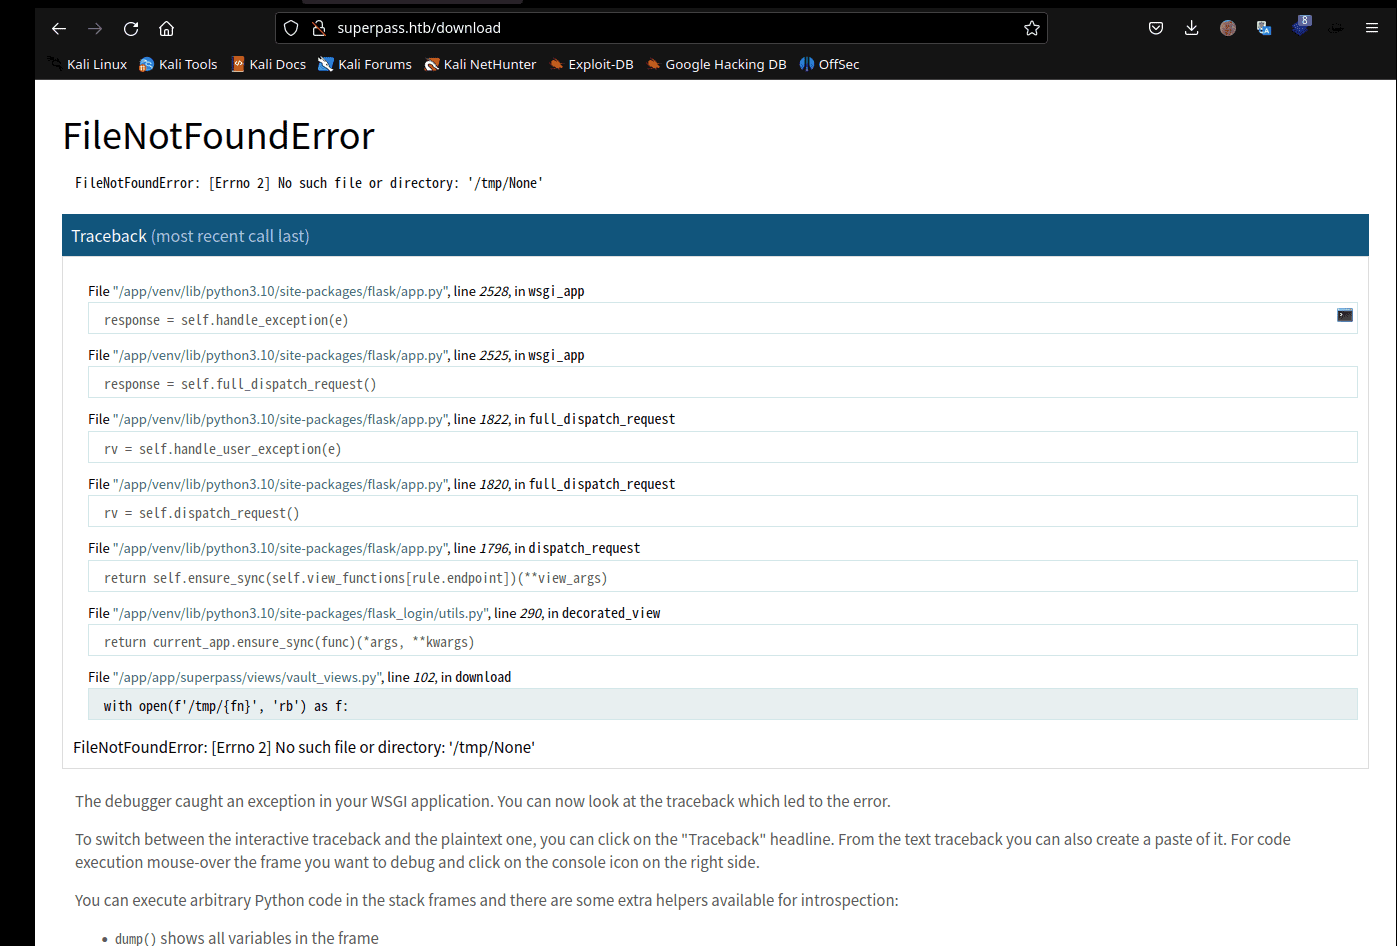 superpass.htb/download
8
Kali Linux Kali Tools Kali Docs Kali Forums Kali NetHunter Exploit-DB Google Hacking DB OffSec
FileNotFoundError
FileNotFoundError: [Errno 2] No such file or directory: '/tmp/None'
Traceback (most recent call last)
File "/app/venv/lib/python3.10/site-packages/flask/app.py", line 2528, in wsgi_app
response = self.handle_exception(e)
File "/app/venv/lib/python3.10/site-packages/flask/app.py", line 2525, in wsgi_app
response = self.full_dispatch_request()
File "/app/venv/lib/python3.10/site-packages/flask/app.py", line 1822, in full_dispatch_request
rv = self.handle_user_exception(e)
File "/app/venv/lib/python3.10/site-packages/flask/app.py", line 1820, in full_dispatch_request
rv = self.dispatch_request()
File "/app/venv/lib/python3.10/site-packages/flask/app.py", line 1796, in dispatch_request
return self.ensure_sync(self.view_functions[rule.endpoint])(**view_args)
File "/app/venv/lib/python3.10/site-packages/flask_login/utils.py", line 290, in decorated_view
return current_app.ensure_sync(func)(*args, **kwargs)
File "/app/app/superpass/views/vault_views.py", line 102, in download
with open(f'/tmp/{fn}', 'rb') as f:
FileNotFoundError: [Errno 2] No such file or directory: '/tmp/None'
The debugger caught an exception in your WSGI application. You can now look at the traceback which led to the error.
To switch between the interactive traceback and the plaintext one, you can click on the "Traceback" headline. From the text traceback you can also create a paste of it. For code
execution mouse-over the frame you want to debug and click on the console icon on the right side.
You can execute arbitrary Python code in the stack frames and there are some extra helpers available for introspection:
• dump() shows all variables in the frame